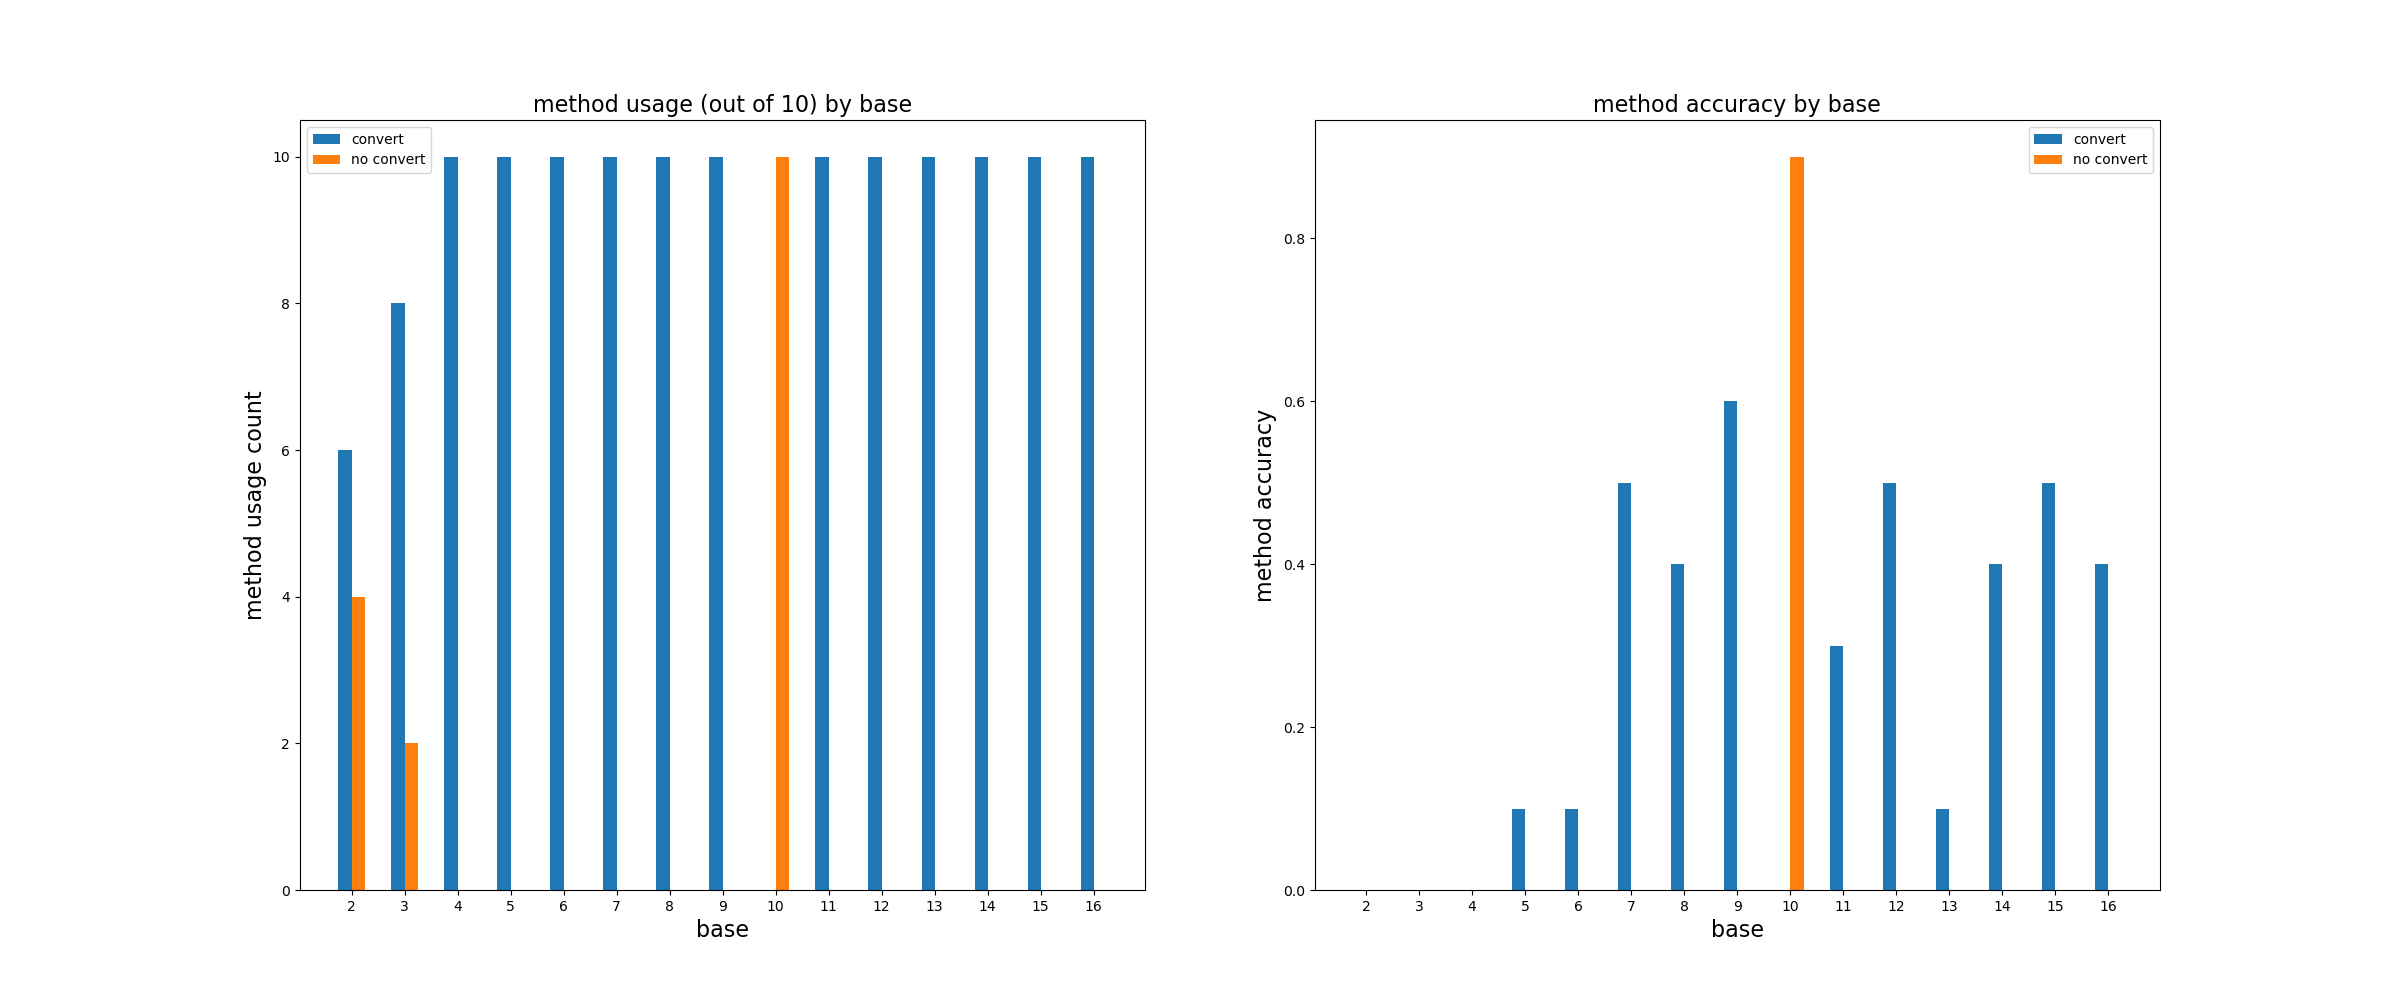 method usage (out of 10) by base
convert
no convert
10
8
6
4
2
0
method usage count
2 3 4 5 6 7 8 9 10 11 12 13 14 15 16
base
method accuracy by base
convert
no convert
0.8
0.6
0.4
0.2
0.0
method accuracy
2 3 4 5 6 7 8 9 10 11 12 13 14 15 16
base